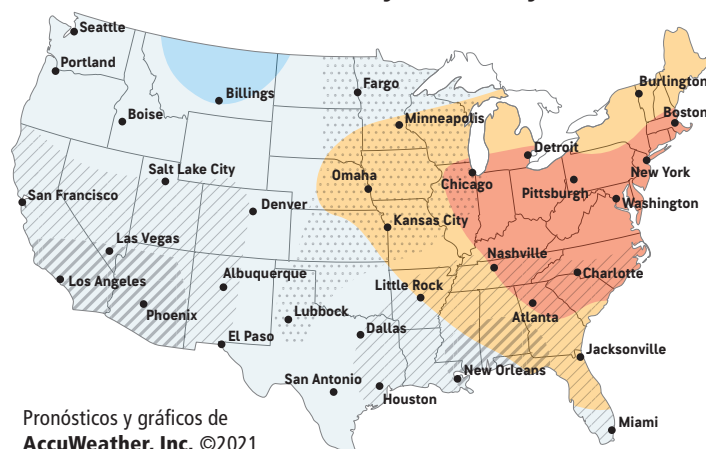 Seattle
Portland
Billings
Fargo
Burlington
Minneapolis
Boston
Boise
Detroit
Salt Lake City
Omaha
Chicago
New York
Pittsburgh
San Francisco
Denver
Washington
Kansas City
Las Vegas
Nashville
Los Angeles
Albuquerque
Little Rock
Charlotte
Phoenix
Lubbock
Atlanta
El Paso
Dallas
Jacksonville
San Antonio
New Orleans
Houston
Miami
Pronósticos y gráficos de
AccuWeather, Inc. ©2021